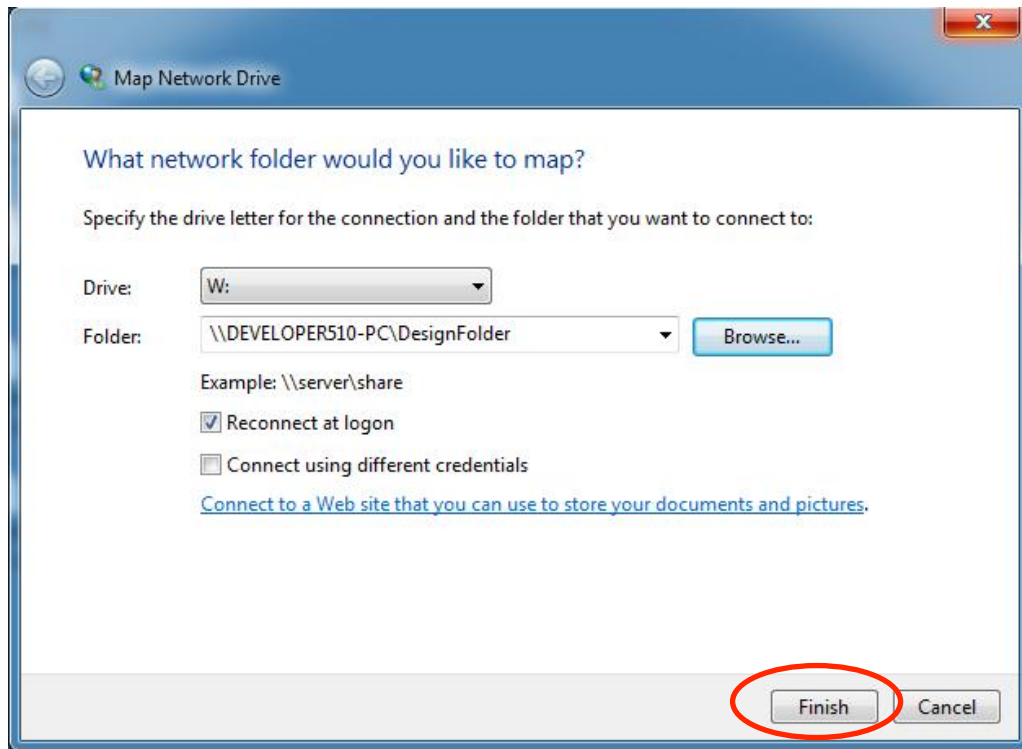 Map Network Drive
What network folder would you like to map?
Specify the drive letter for the connection and the folder that you want to connect to:
Drive: W:
Folder: \\DEVELOPER510-PC\DesignFolder Browse...
Example: \\server\share
Reconnect at logon
Connect using different credentials
Connect to a Web site that you can use to store your documents and pictures.
Finish Cancel